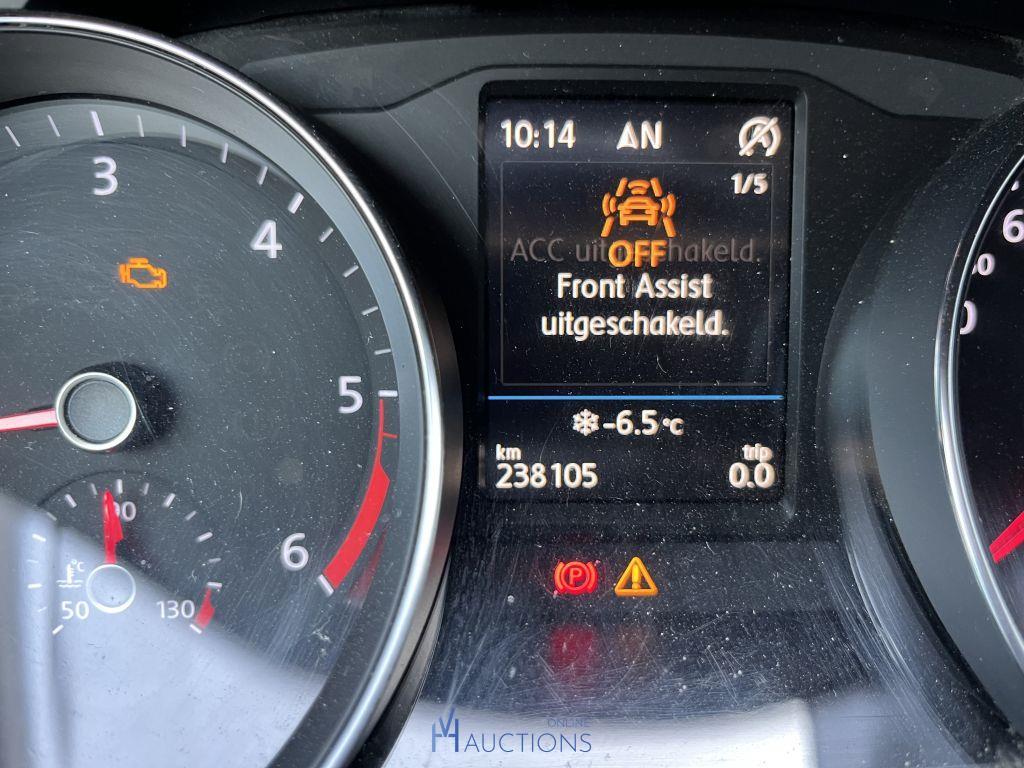 10:14 N
1/5
OFF
ACC uitgeschakeld.
Front Assist
uitgeschakeld.
-6.5°C
km trip
238105 0.0
3
4
5
6
90
°C
50 130
P
ONLINE
AUCTIONS